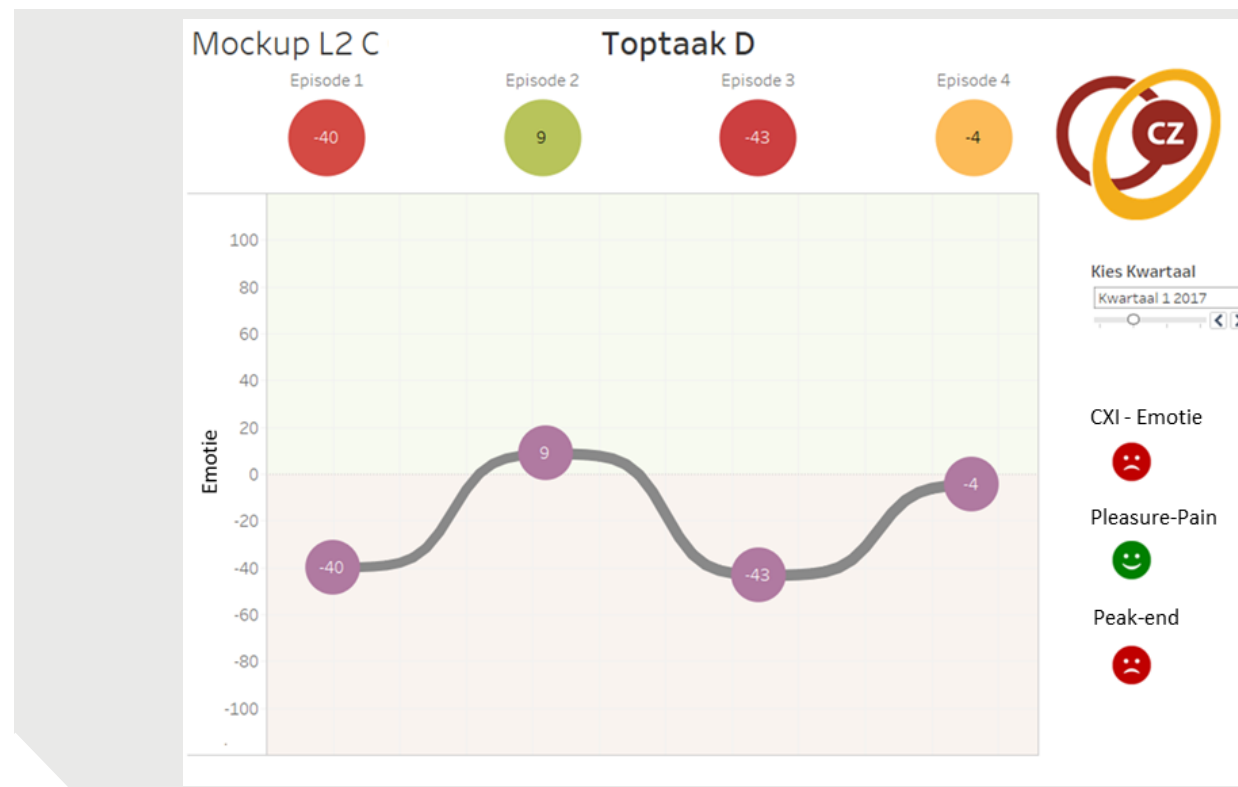 Mockup L2 C
Toptaak D
Episode 1
Episode 2
Episode 3
Episode 4
-40
9
-43
-4
CZ
Kies Kwartaal
Kwartaal 1 2017
Emotie
100
80
60
40
20
0
-20
-40
-60
-80
-100
-40
9
-43
-4
CXI - Emotie
Pleasure-Pain
Peak-end